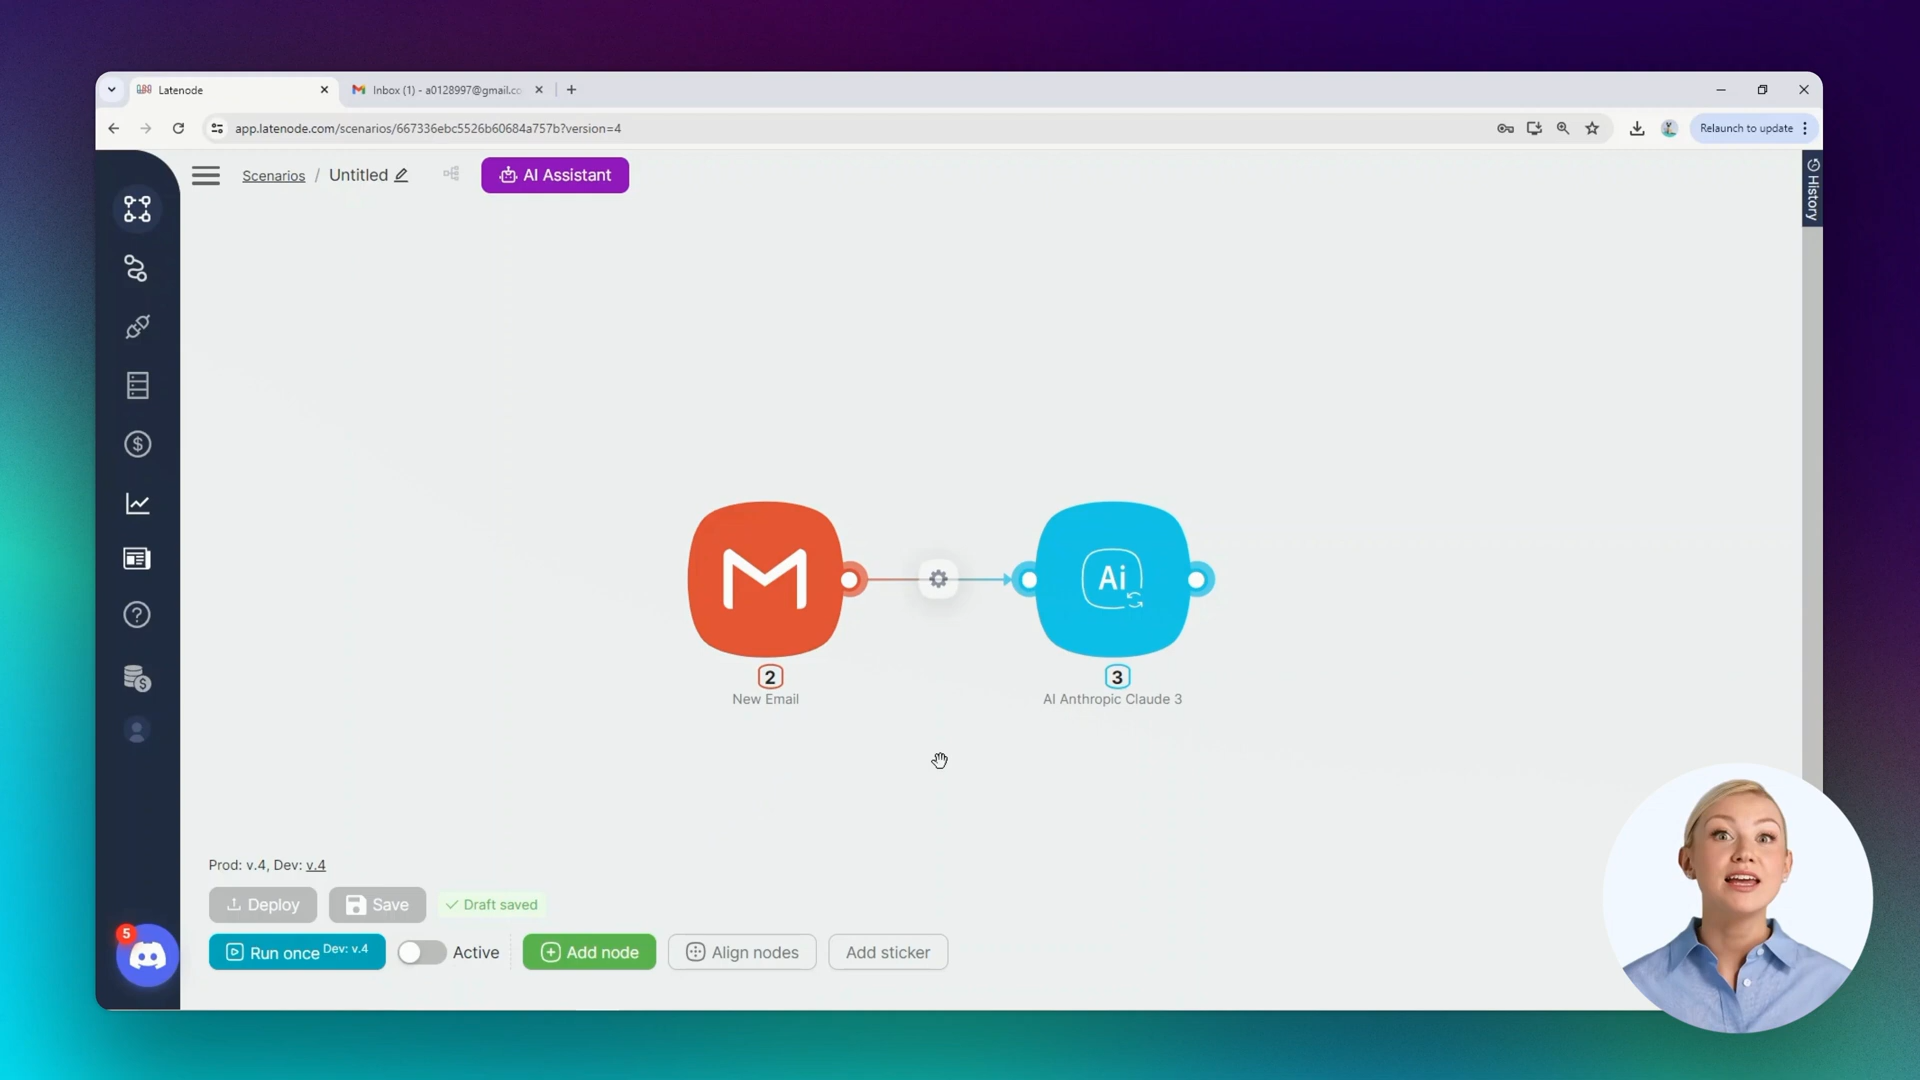 Latenode
Inbox (1) - a0128997@gmail.co
app.latenode.com/scenarios/667336ebc5526b60684a757b?version=4
Relaunch to update
Scenarios / Untitled
AI Assistant
History
Ai
2
New Email
3
AI Anthropic Claude 3
Prod: v.4, Dev: v.4
Deploy
Save
Draft saved
5
Run once Dev: v.4
Active
Add node
Align nodes
Add sticker